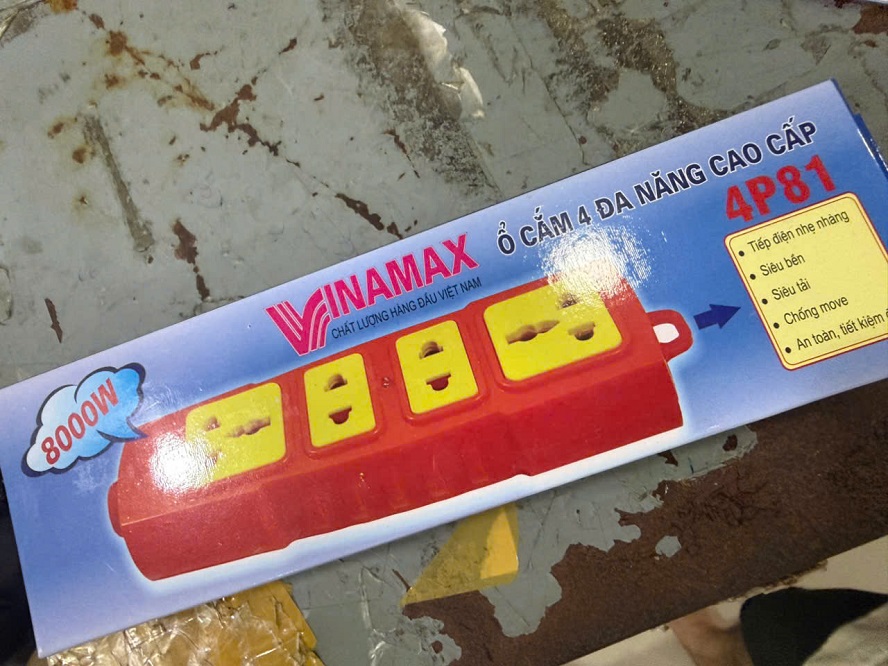 Ổ CẮM 4 ĐA NĂNG CAO CẤP
4P81
VINAMAX
CHẤT LƯỢNG HÀNG ĐẦU VIỆT NAM
8000W
• Tiếp điện nhẹ nhàng
• Siêu bền
• Siêu tải
• Chống move
• An toàn, tiết kiệm